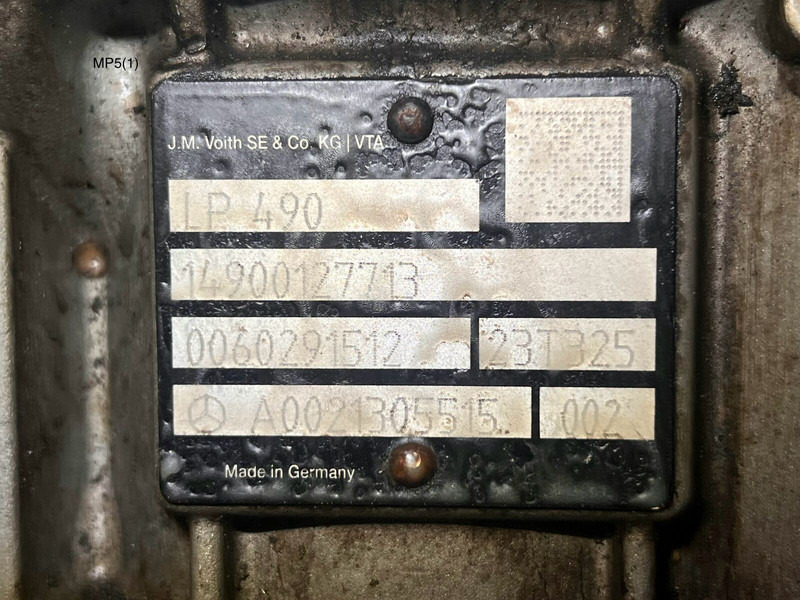 MP5(1)
J.M. Voith SE & Co. KG | VTA
LP 490
14900127713
0060291512 23T325
A0021305515 002
Made in Germany